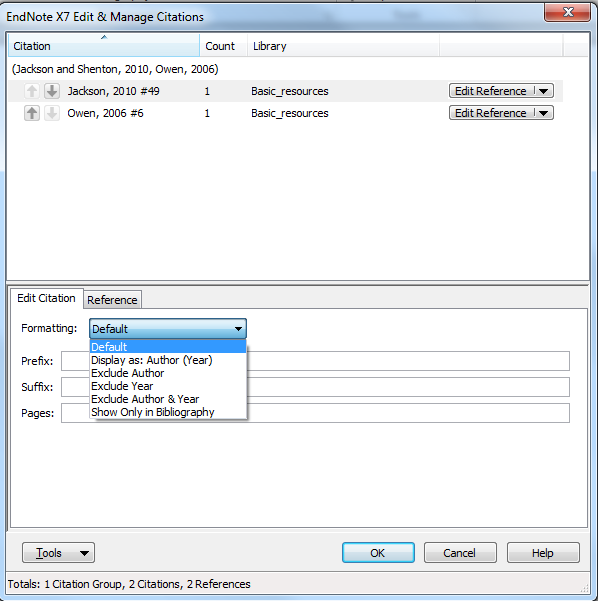 EndNote X7 Edit & Manage Citations
Citation Count Library
(Jackson and Shenton, 2010, Owen, 2006)
Jackson, 2010 #49 1 Basic_resources Edit Reference
Owen, 2006 #6 1 Basic_resources Edit Reference
Edit Citation Reference
Formatting: Default
Default
Display as: Author (Year)
Prefix:
Exclude Author
Exclude Year
Suffix:
Exclude Author & Year
Show Only in Bibliography
Pages:
Tools OK Cancel Help
Totals: 1 Citation Group, 2 Citations, 2 References